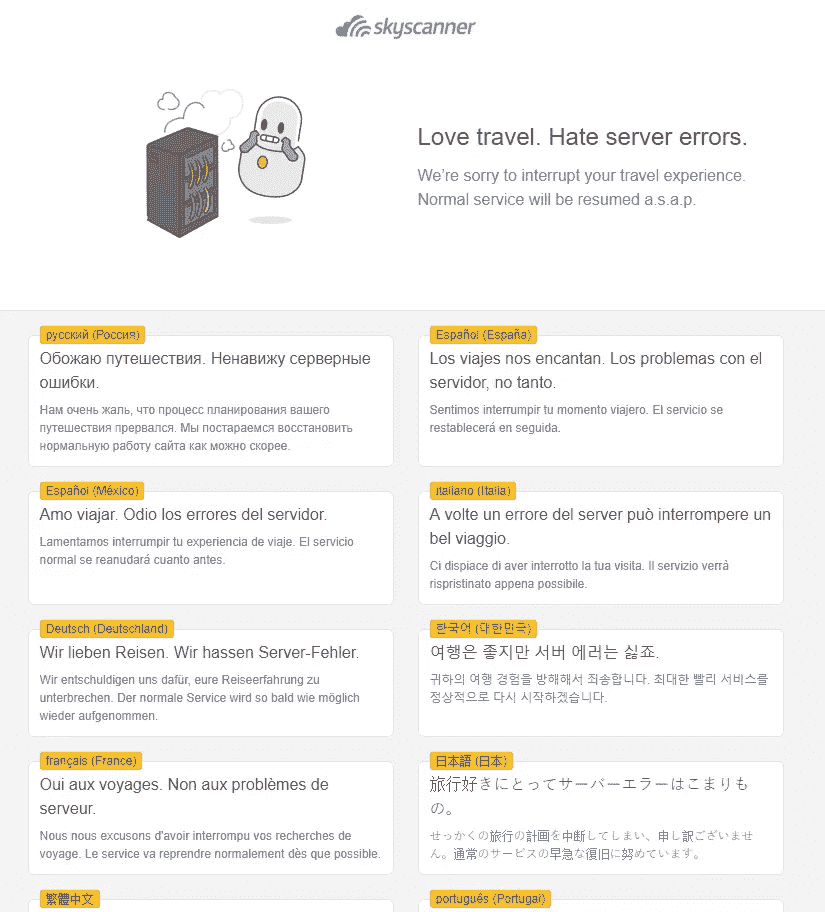 skyscanner
Love travel. Hate server errors.
We're sorry to interrupt your travel experience.
Normal service will be resumed a.s.a.p.
русский (Россия)
Обожаю путешествия. Ненавижу серверные
ошибки.
Нам очень жаль, что процесс планирования вашего
путешествия прервался. Мы постараемся восстановить
нормальную работу сайта как можно скорее.
Español (España)
Los viajes nos encantan. Los problemas con el
servidor, no tanto.
Sentimos interrumpir tu momento viajero. El servicio se
restablecerá en seguida.
Español (México)
Amo viajar. Odio los errores del servidor.
Lamentamos interrumpir tu experiencia de viaje. El servicio
normal se reanudará cuanto antes.
italiano (Italia)
A volte un errore del server può interrompere un
bel viaggio.
Ci dispiace di aver interrotto la tua visita. Il servizio verrà
rispristinato appena possibile.
Deutsch (Deutschland)
Wir lieben Reisen. Wir hassen Server-Fehler.
Wir entschuldigen uns dafür, eure Reiseerfahrung zu
unterbrechen. Der normale Service wird so bald wie möglich
wieder aufgenommen.
한국어 (대한민국)
여행은 좋지만 서버 에러는 싫죠.
귀하의 여행 경험을 방해해서 죄송합니다. 최대한 빨리 서비스를
정상적으로 다시 시작하겠습니다.
français (France)
Oui aux voyages. Non aux problèmes de
serveur.
Nous nous excusons d'avoir interrompu vos recherches de
voyage. Le service va reprendre normalement dès que possible.
日本語 (日本)
旅行好きにとってサーバーエラーはこまりも
の。
せっかくの旅行の計画を中断してしまい、申し訳ございませ
ん。通常のサービスの早急な復旧に努めています。
繁體中文
português (Portugal)